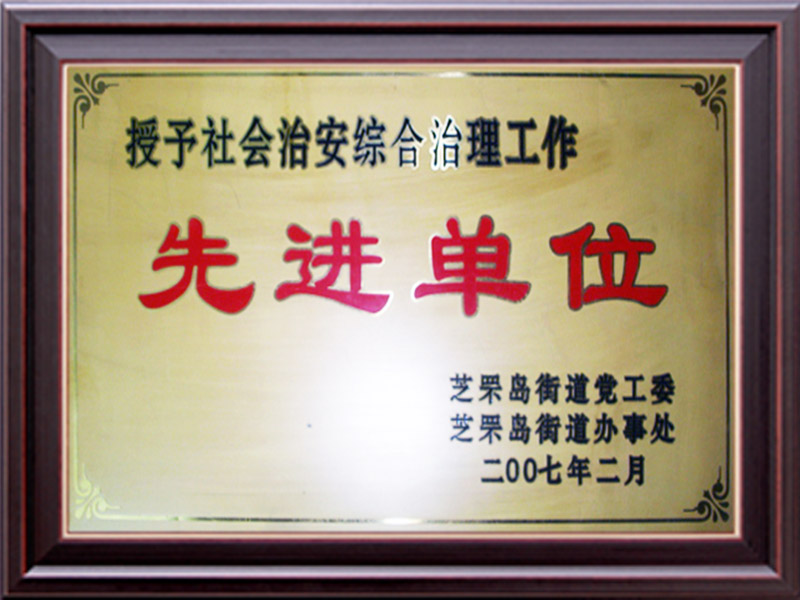 授予社会治安综合治理工作
先进单位
芝罘岛街道党工委
芝罘岛街道办事处
二00七年二月